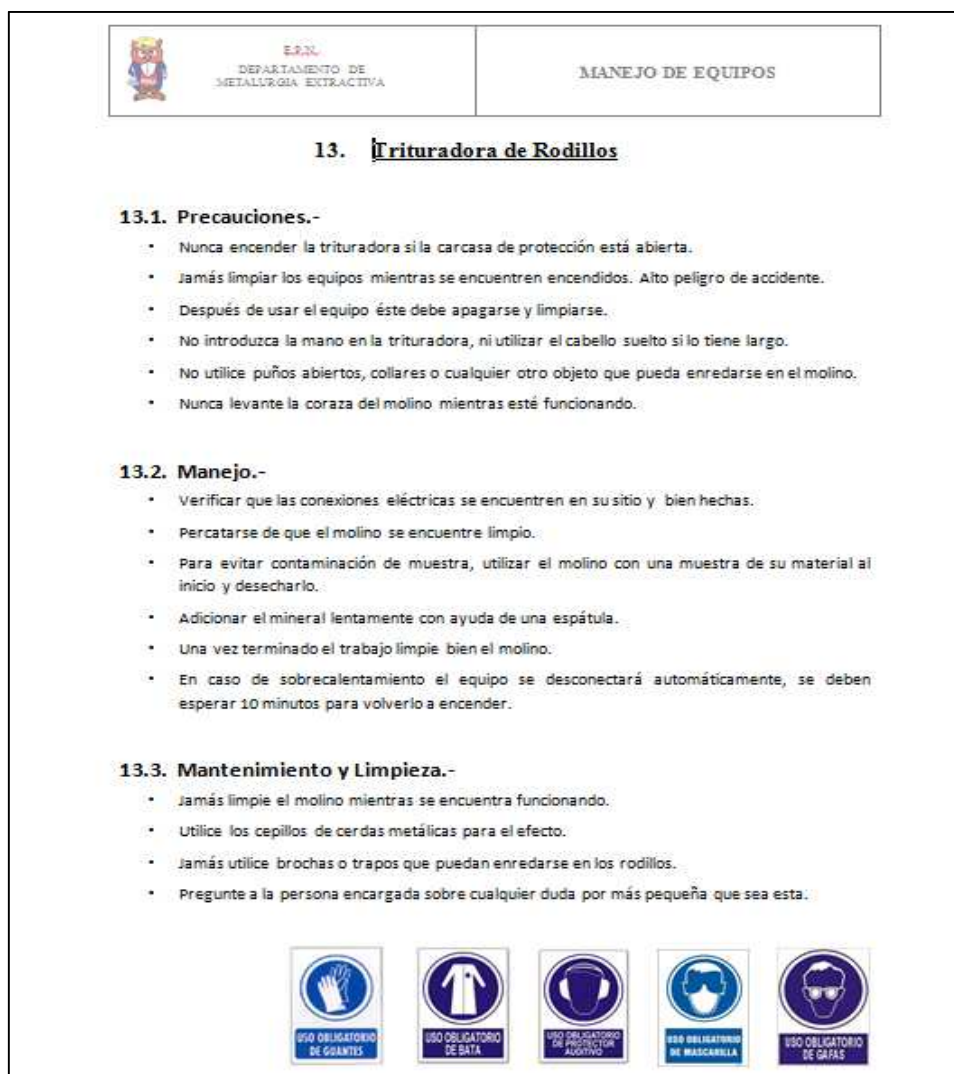 E.P.N.
DEPARTAMENTO DE
METALURGIA EXTRACTIVA
MANEJO DE EQUIPOS
13. Trituradora de Rodillos
13.1. Precauciones.-
· Nunca encender la trituradora si la carcasa de protección está abierta.
· Jamás limpiar los equipos mientras se encuentren encendidos. Alto peligro de accidente.
· Después de usar el equipo éste debe apagarse y limpiarse.
· No introduzca la mano en la trituradora, ni utilizar el cabello suelto si lo tiene largo.
· No utilice puños abiertos, collares o cualquier otro objeto que pueda enredarse en el molino.
· Nunca levante la coraza del molino mientras esté funcionando.
13.2. Manejo.-
· Verificar que las conexiones eléctricas se encuentren en su sitio y bien hechas.
· Percatarse de que el molino se encuentre limpio.
· Para evitar contaminación de muestra, utilizar el molino con una muestra de su material al
inicio y desecharlo.
· Adicionar el mineral lentamente con ayuda de una espátula.
· Una vez terminado el trabajo limpie bien el molino.
· En caso de sobrecalentamiento el equipo se desconectará automáticamente, se deben
esperar 10 minutos para volverlo a encender.
13.3. Mantenimiento y Limpieza.-
· Jamás limpie el molino mientras se encuentra funcionando.
· Utilice los cepillos de cerdas metálicas para el efecto.
· Jamás utilice brochas o trapos que puedan enredarse en los rodillos.
· Pregunte a la persona encargada sobre cualquier duda por más pequeña que sea esta.
USO OBLIGATORIO
DE GUANTES
USO OBLIGATORIO
DE BATA
USO OBLIGATORIO
DE PROTECTOR
AUDITIVO
USO OBLIGATORIO
DE MASCARILLA
USO OBLIGATORIO
DE GAFAS